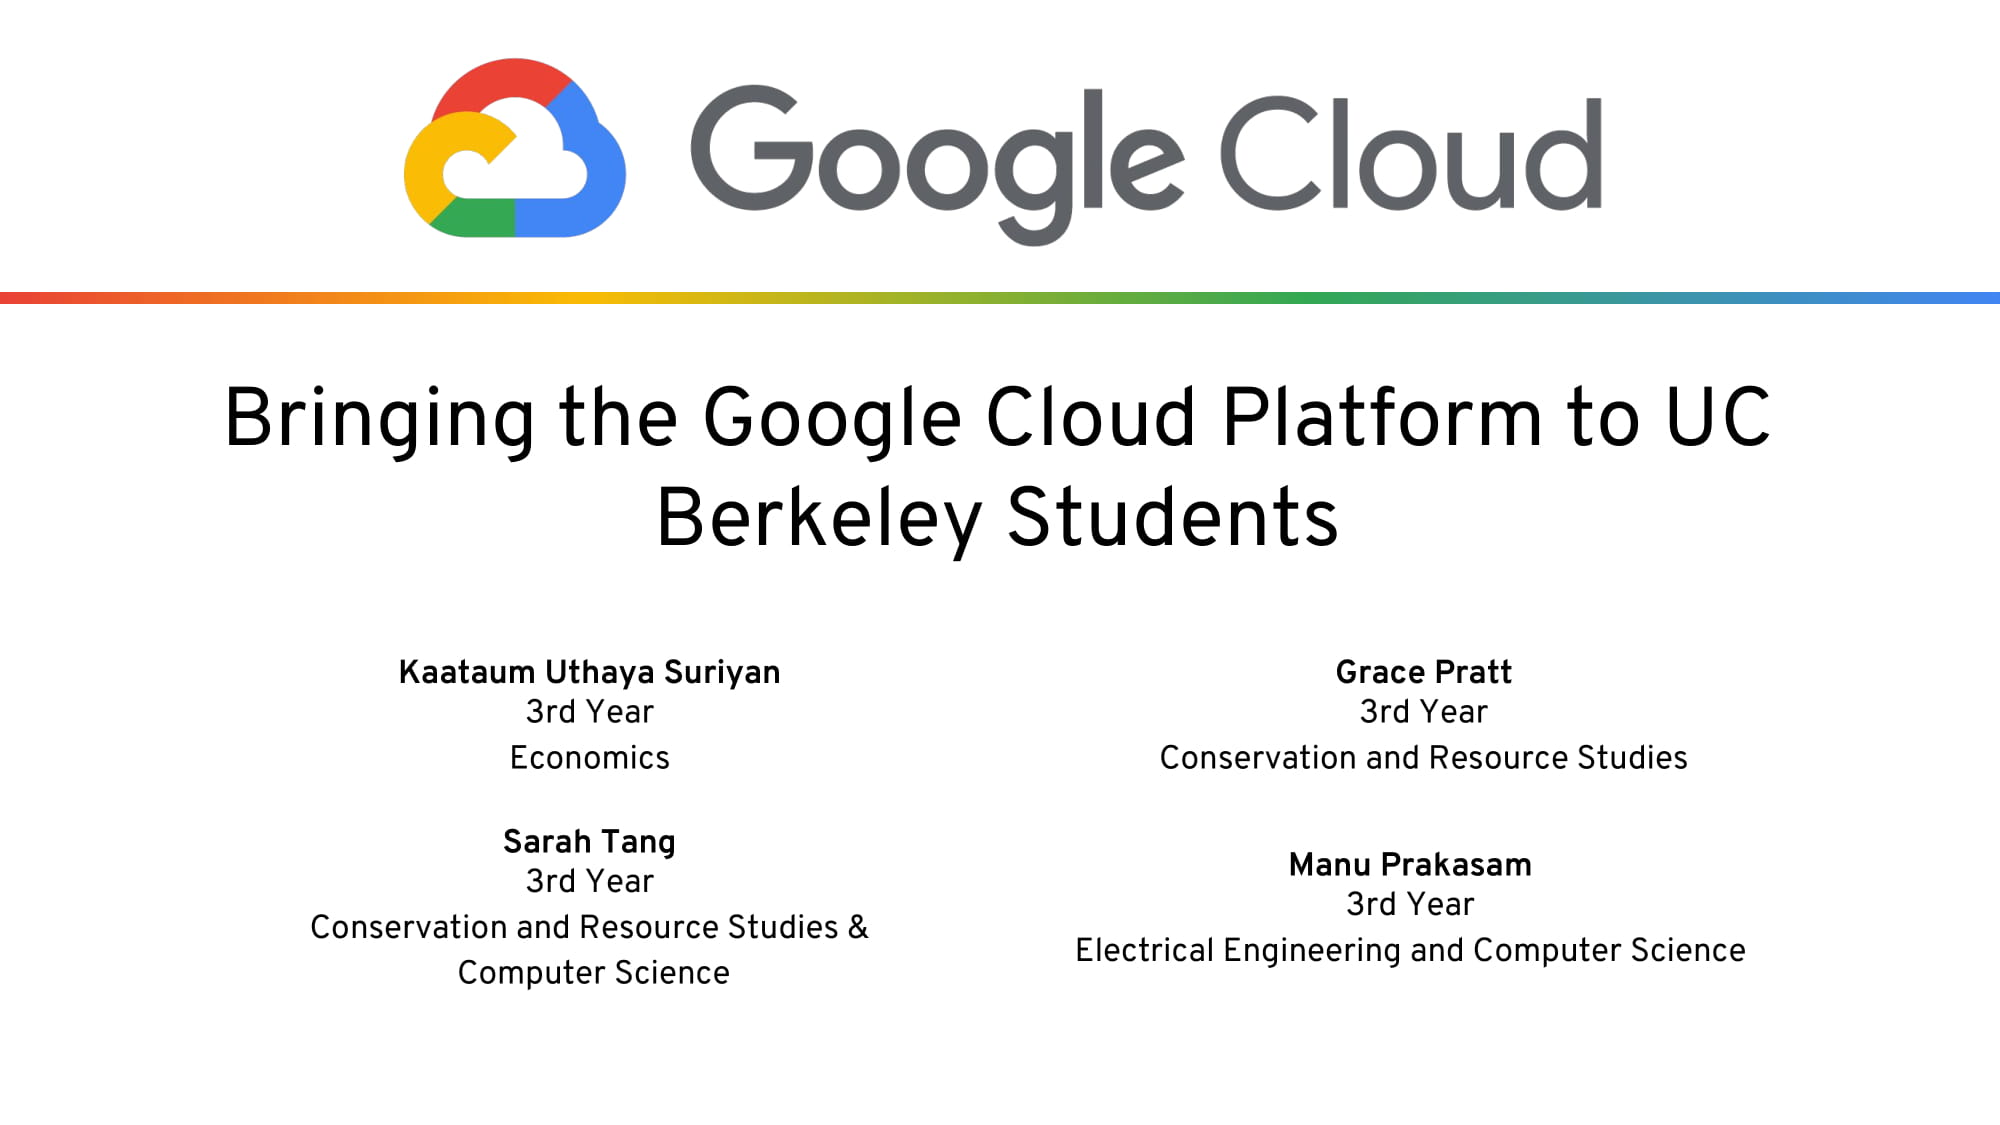 Google Cloud
Bringing the Google Cloud Platform to UC
Berkeley Students
Kaataum Uthaya Suriyan
3rd Year
Economics
Grace Pratt
3rd Year
Conservation and Resource Studies
Sarah Tang
3rd Year
Conservation and Resource Studies &
Computer Science
Manu Prakasam
3rd Year
Electrical Engineering and Computer Science